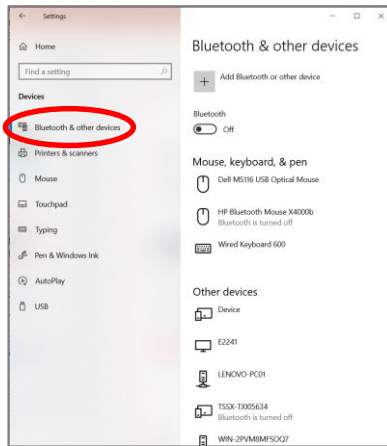 Settings
Home
Find a setting
Devices
Bluetooth & other devices
Printers & scanners
Mouse
Touchpad
Typing
Pen & Windows Ink
AutoPlay
USB
Bluetooth & other devices
Add Bluetooth or other device
Bluetooth
Off
Mouse, keyboard, & pen
Dell MS116 USB Optical Mouse
HP Bluetooth Mouse X4000b
Bluetooth is turned off
Wired Keyboard 600
Other devices
Device
E2241
LENOVO-PC01
TSSX-TJ005634
Bluetooth is turned off
WIN-2PVM8MFSOQ7